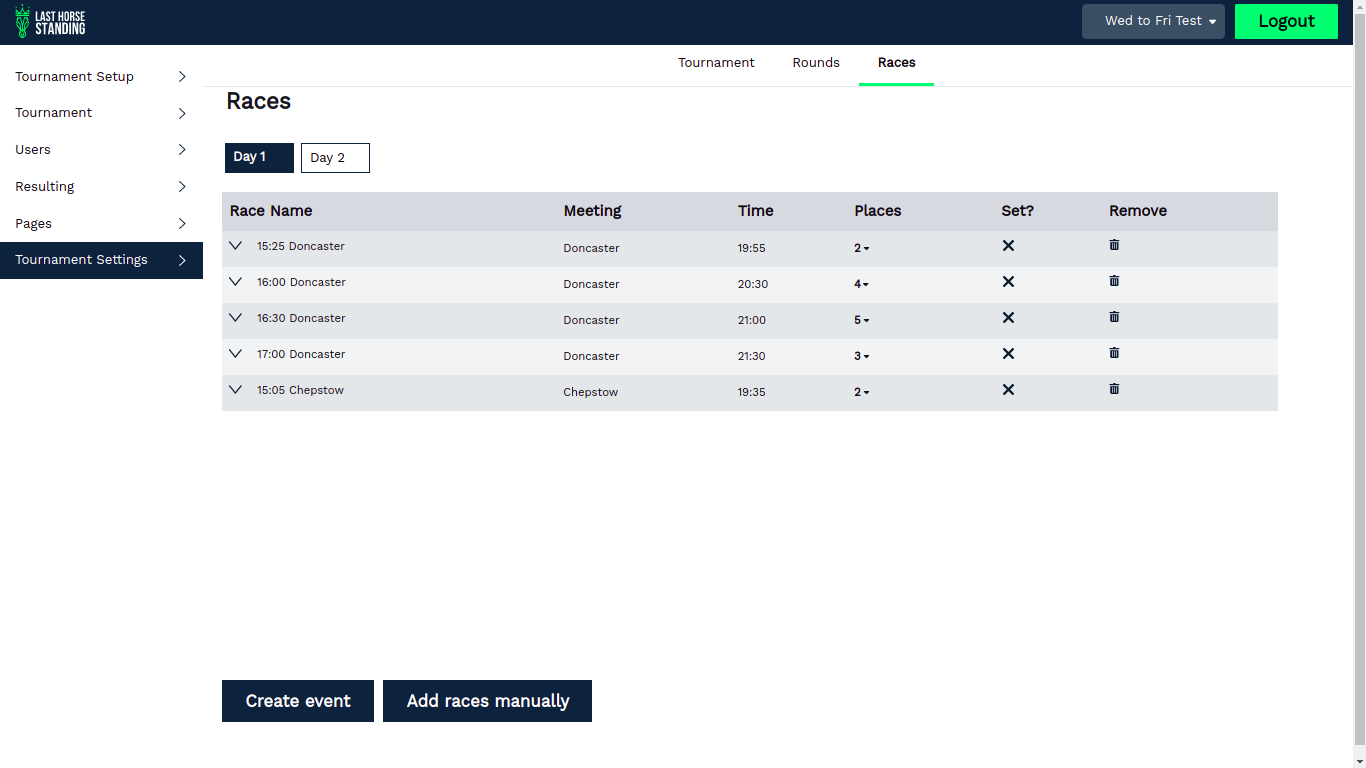 LAST HORSE
STANDING
Wed to Fri Test
Logout
Tournament Setup
Tournament
Users
Resulting
Pages
Tournament Settings
Tournament Rounds Races
Races
Day 1 Day 2
Race Name Meeting Time Places Set? Remove
15:25 Doncaster Doncaster 19:55 2
16:00 Doncaster Doncaster 20:30 4
16:30 Doncaster Doncaster 21:00 5
17:00 Doncaster Doncaster 21:30 3
15:05 Chepstow Chepstow 19:35 2
Create event Add races manually